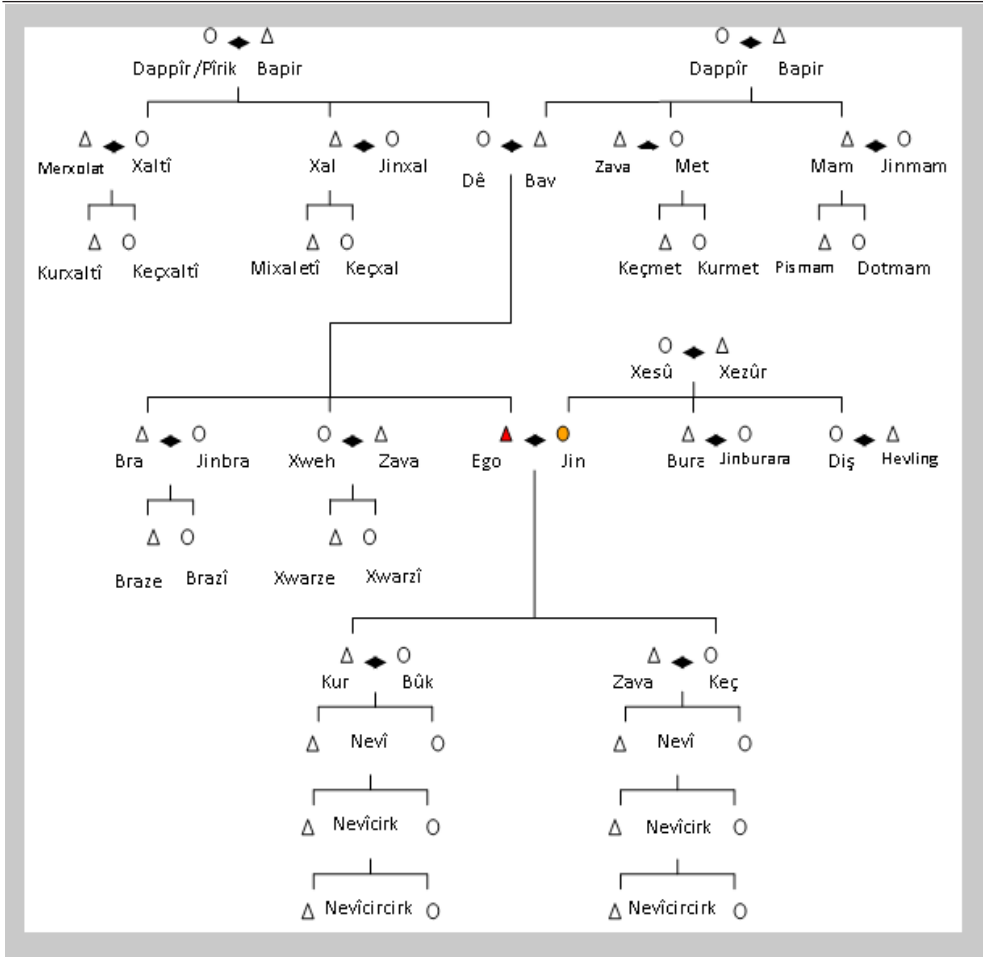 Dappîr/Pîrik Bapir Dappîr Bapir
Merxolat Xaltî Xal Jinxal Dê Bav Zava Met Mam Jinmam
Kurxaltî Keçxaltî Mixaletî Keçxal Keçmet Kurmet Pismam Dotmam
Xesû Xezûr
Bra Jinbra Xweh Zava Ego Jin Bura Jinburara Diş Hevling
Braze Brazî Xwarze Xwarzî
Kur Bûk Zava Keç
Nevî Nevî
Nevîcirk Nevîcirk
Nevîcircirk Nevîcircirk